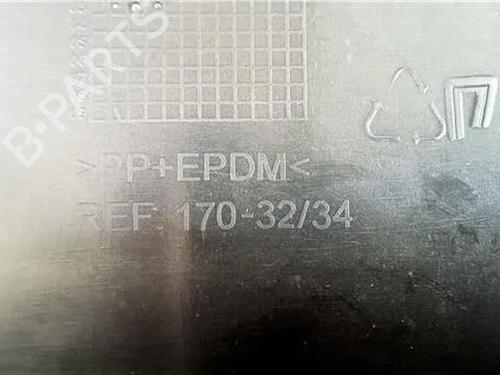 B-PARTS
>PP+EPDM<
REF: 170-32/34